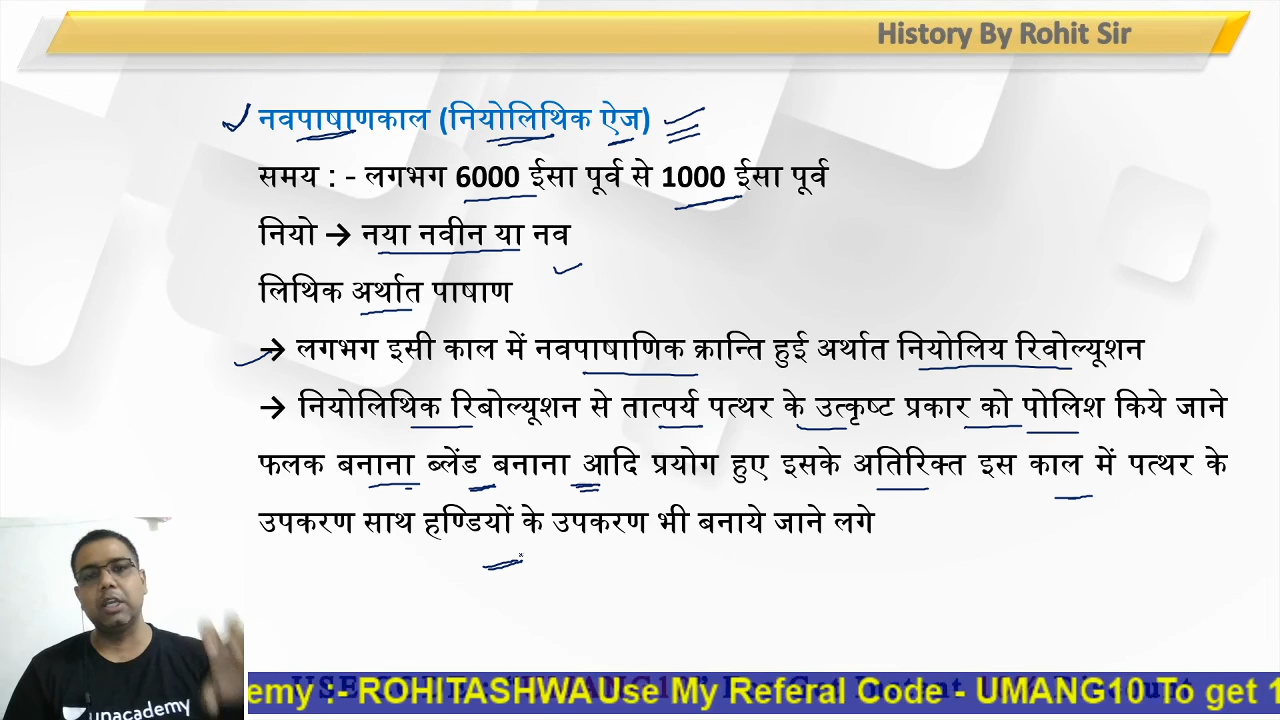 History By Rohit Sir
नवपाषाणकाल (नियोलिथिक ऐज)
समय : - लगभग 6000 ईसा पूर्व से 1000 ईसा पूर्व
नियो → नया नवीन या नव
लिथिक अर्थात पाषाण
→ लगभग इसी काल में नवपाषाणिक क्रान्ति हुई अर्थात नियोलिय रिवोल्यूशन
→ नियोलिथिक रिबोल्यूशन से तात्पर्य पत्थर के उत्कृष्ट प्रकार को पोलिश किये जाने
फलक बनाना ब्लेंड बनाना आदि प्रयोग हुए इसके अतिरिक्त इस काल में पत्थर के
उपकरण साथ हण्डियों के उपकरण भी बनाये जाने लगे
unacademy
emy :- ROHITASHWA Use My Referal Code - UMANG10 To get 1